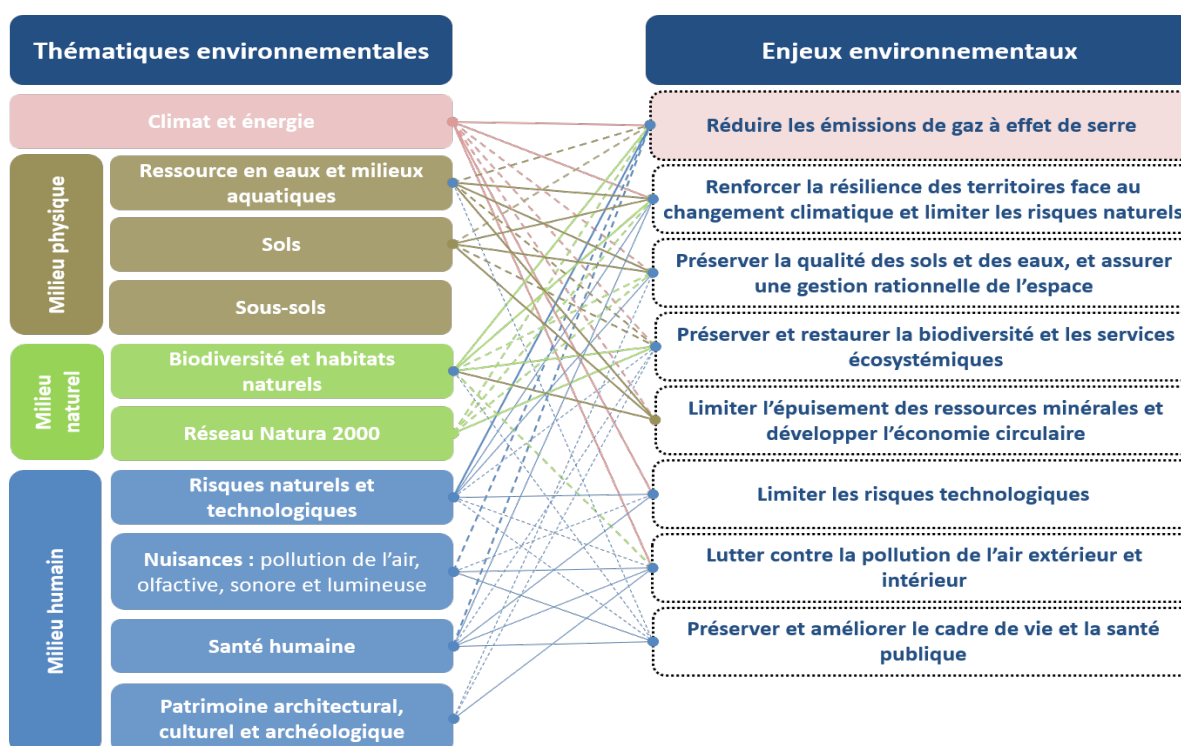 Thématiques environnementales
Climat et énergie
Milieu physique
Ressource en eaux et milieux
aquatiques
Sols
Sous-sols
Milieu
naturel
Biodiversité et habitats
naturels
Réseau Natura 2000
Milieu humain
Risques naturels et
technologiques
Nuisances : pollution de l’air,
olfactive, sonore et lumineuse
Santé humaine
Patrimoine architectural,
culturel et archéologique
Enjeux environnementaux
Réduire les émissions de gaz à effet de serre
Renforcer la résilience des territoires face au
changement climatique et limiter les risques naturels
Préserver la qualité des sols et des eaux, et assurer
une gestion rationnelle de l’espace
Préserver et restaurer la biodiversité et les services
écosystémiques
Limiter l’épuisement des ressources minérales et
développer l’économie circulaire
Limiter les risques technologiques
Lutter contre la pollution de l’air extérieur et
intérieur
Préserver et améliorer le cadre de vie et la santé
publique